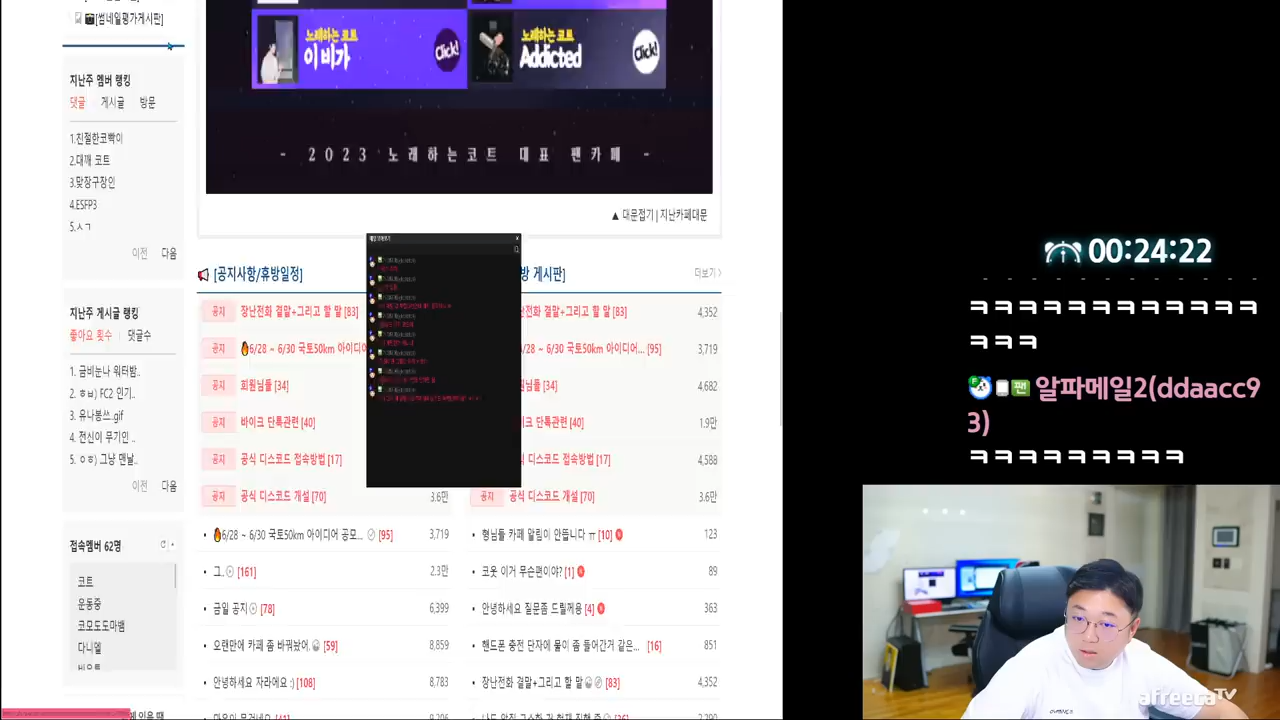 [썸네일평가게시판]
지난주 멤버 랭킹
댓글 게시글 방문
1.친절한코빡이
2.대깨 코트
3.맞장구장인
4.ESFP3
5.ㅅㄱ
이전 다음
지난주 게시글 랭킹
좋아요 횟수 댓글수
1. 금비눈나 워터밤..
2. ㅎㅂ) FC2 인기..
3. 유나봉쓰.gif
4. 전신이 무기인 ..
5. ㅇㅎ) 그냥 맨날..
이전 다음
접속멤버 62명
코트
운동중
코모도도마뱀
다니엘
노래하는 코트
이 비가
Click!
노래하는 코트
Addicted
Click!
- 2023 노래하는코트 대표 팬카페 -
▲ 대문접기 | 지난카페대문
[공지사항/휴방일정]
공지 장난전화 결말+그리고 할 말 [83]
공지 6/28 ~ 6/30 국토50km 아이디어
공지 회원님들 [34]
공지 바이크 단톡관련 [40]
공지 공식 디스코드 접속방법 [17]
공지 공식 디스코드 개설 [70] 3.6만
6/28 ~ 6/30 국토50km 아이디어 공모... [95] 3,719
그.. [161] 2.3만
금일 공지 [78] 6,399
오랜만에 카페 좀 바꿔놨어. [59] 8,859
안녕하세요 자라에요 :) [108] 8,783
게시판] 더보기
장난전화 결말+그리고 할 말 [83] 4,352
6/28 ~ 6/30 국토50km 아이디어... [95] 3,719
회원님들 [34] 4,682
바이크 단톡관련 [40] 1.9만
공식 디스코드 접속방법 [17] 4,588
공지 공식 디스코드 개설 [70] 3.6만
형님들 카페 알림이 안뜹니다 ㅠ [10] 123
코옷 이거 무슨편이야? [1] 89
안녕하세요 질문좀 드릴께용 [4] 363
핸드폰 충전 단자에 물이 좀 들어간거 같은... [16] 851
장난전화 결말+그리고 할 말 [83] 4,352
00:24:22
ㅋㅋㅋㅋㅋㅋㅋㅋㅋㅋㅋㅋㅋ
ㅋㅋㅋ
팬 알파메일2(ddaacc9
3)
ㅋㅋㅋㅋㅋㅋㅋㅋㅋㅋ
afreecaTV